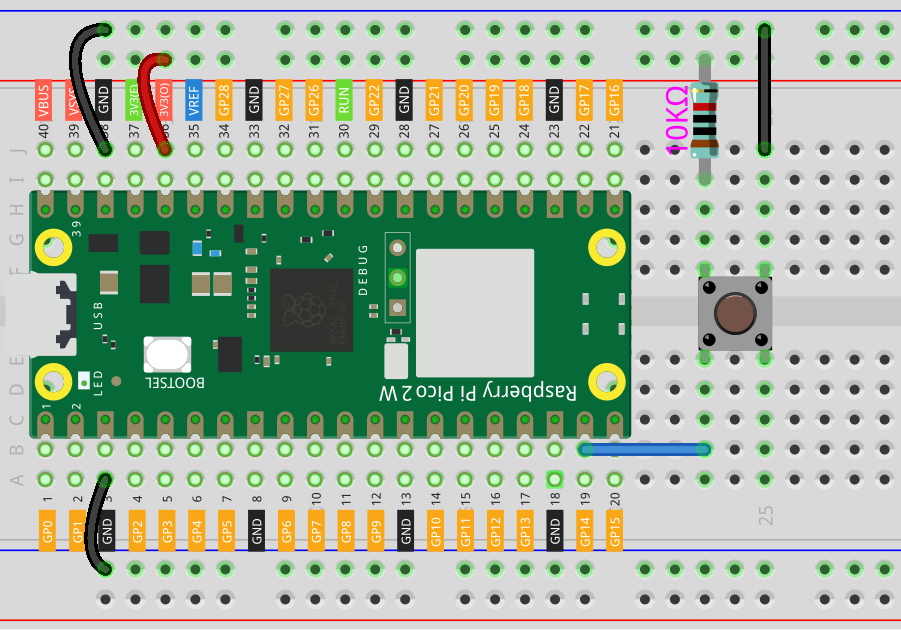 VBUS VSYS GND 3V3(E 3V3(O) VREF GP28 GND GP27 GP26 RUN GP22 GND GP21 GP20 GP19 GP18 GND GP17 GP16
40 39 38 37 36 35 34 33 32 31 30 29 28 27 26 25 24 23 22 21
10KΩ
J
I
H
G
F
E
D
C
B
A
39
DEBUG
USB
BOOTSEL
LED
Raspberry Pi Pico 2 W
1 2
1 2 3 4 5 6 7 8 9 10 11 12 13 14 15 16 17 18 19 20
25
GP0 GP1 GND GP2 GP3 GP4 GP5 GND GP6 GP7 GP8 GP9 GND GP10 GP11 GP12 GP13 GND GP14 GP15